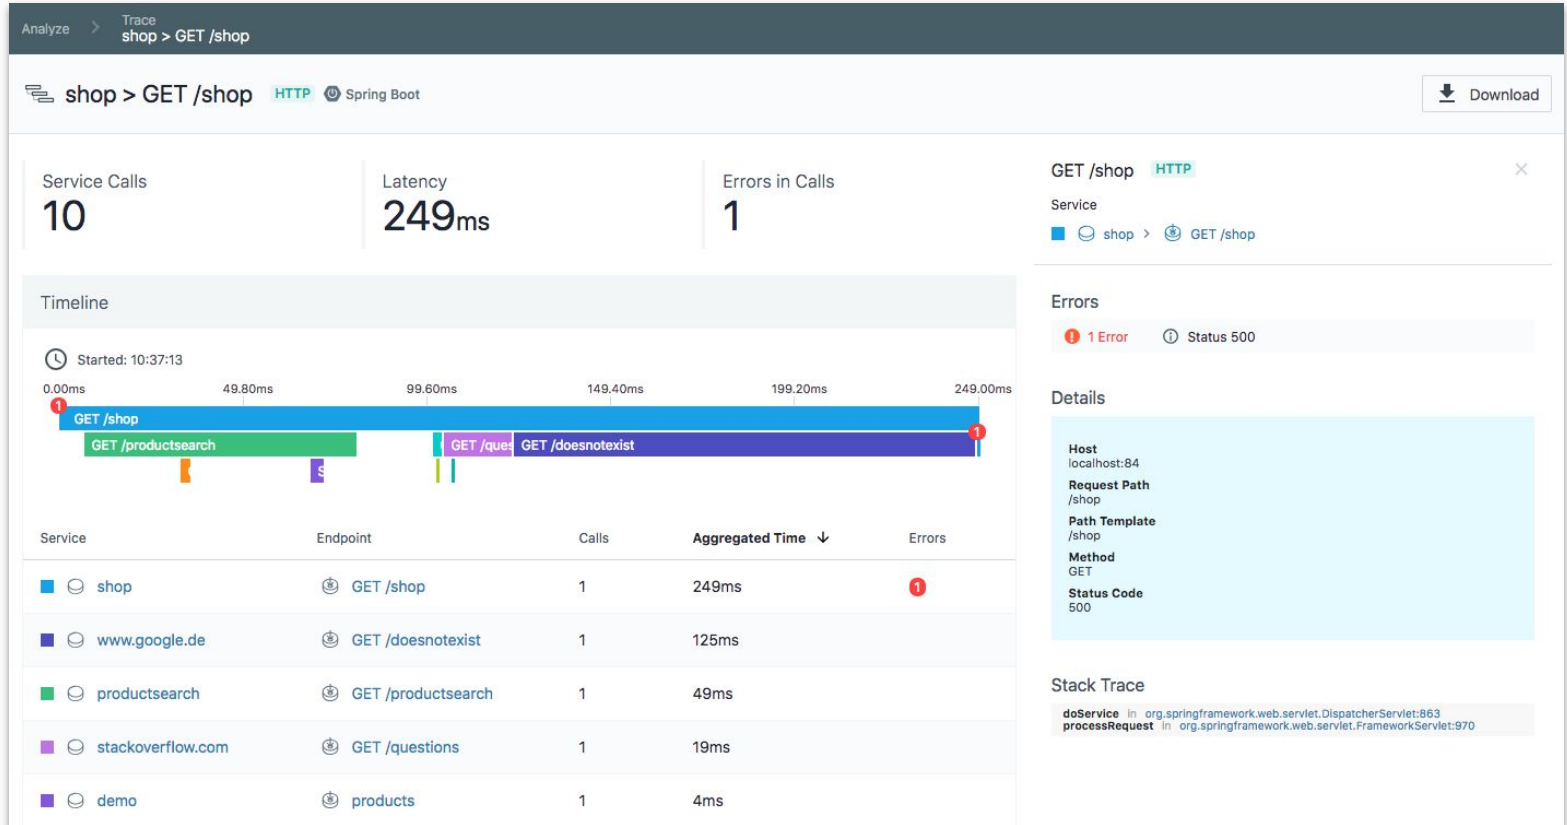 Analyze > Trace
shop > GET /shop
shop > GET /shop HTTP Spring Boot
Download
Service Calls
10
Latency
249ms
Errors in Calls
1
Timeline
Started: 10:37:13
0.00ms 49.80ms 99.60ms 149.40ms 199.20ms 249.00ms
1
GET /shop
1
GET /productsearch GET /ques GET /doesnotexist
S
Service Endpoint Calls Aggregated Time ↓ Errors
shop GET /shop 1 249ms 1
www.google.de GET /doesnotexist 1 125ms
productsearch GET /productsearch 1 49ms
stackoverflow.com GET /questions 1 19ms
demo products 1 4ms
GET /shop HTTP
Service
shop > GET /shop
Errors
1 Error Status 500
Details
Host
localhost:84
Request Path
/shop
Path Template
/shop
Method
GET
Status Code
500
Stack Trace
doService in org.springframework.web.servlet.DispatcherServlet:863
processRequest in org.springframework.web.servlet.FrameworkServlet:970